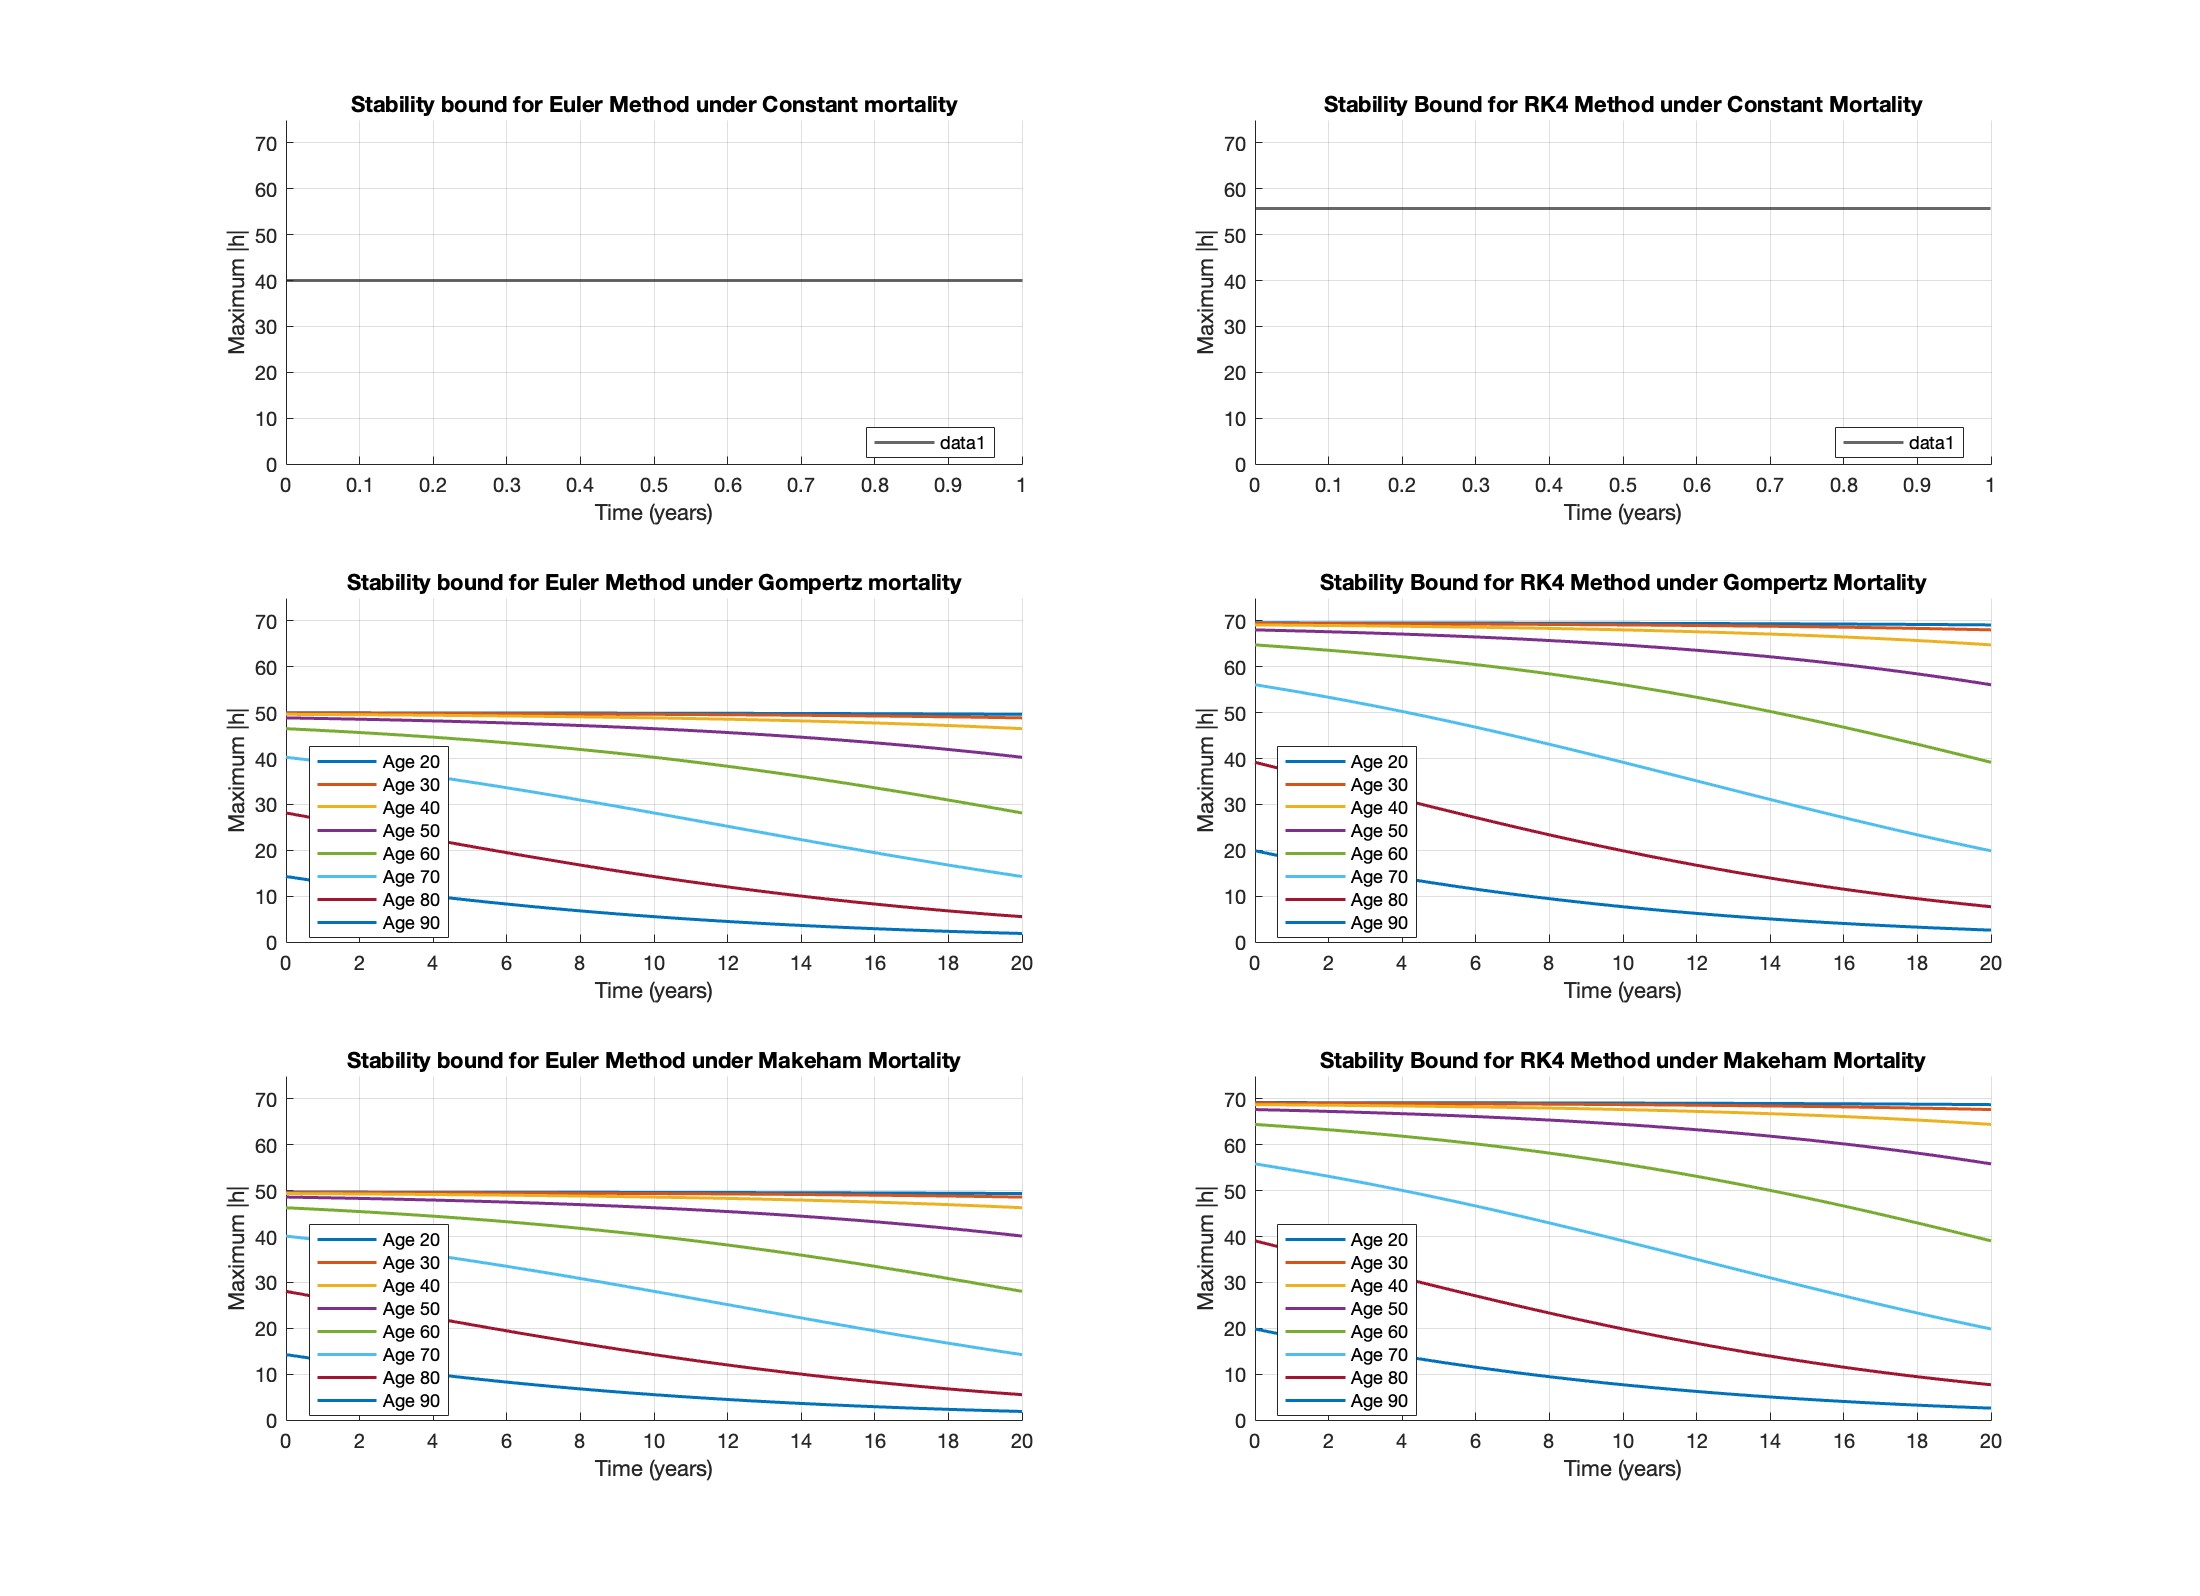 Stability bound for Euler Method under Constant mortality
Maximum |h|
70
60
50
40
30
20
10
0
data1
0 0.1 0.2 0.3 0.4 0.5 0.6 0.7 0.8 0.9 1
Time (years)
Stability Bound for RK4 Method under Constant Mortality
Maximum |h|
70
60
50
40
30
20
10
0
data1
0 0.1 0.2 0.3 0.4 0.5 0.6 0.7 0.8 0.9 1
Time (years)
Stability bound for Euler Method under Gompertz mortality
Maximum |h|
70
60
50
40
30
20
10
0
Age 20
Age 30
Age 40
Age 50
Age 60
Age 70
Age 80
Age 90
0 2 4 6 8 10 12 14 16 18 20
Time (years)
Stability Bound for RK4 Method under Gompertz Mortality
Maximum |h|
70
60
50
40
30
20
10
0
Age 20
Age 30
Age 40
Age 50
Age 60
Age 70
Age 80
Age 90
0 2 4 6 8 10 12 14 16 18 20
Time (years)
Stability bound for Euler Method under Makeham Mortality
Maximum |h|
70
60
50
40
30
20
10
0
Age 20
Age 30
Age 40
Age 50
Age 60
Age 70
Age 80
Age 90
0 2 4 6 8 10 12 14 16 18 20
Time (years)
Stability Bound for RK4 Method under Makeham Mortality
Maximum |h|
70
60
50
40
30
20
10
0
Age 20
Age 30
Age 40
Age 50
Age 60
Age 70
Age 80
Age 90
0 2 4 6 8 10 12 14 16 18 20
Time (years)